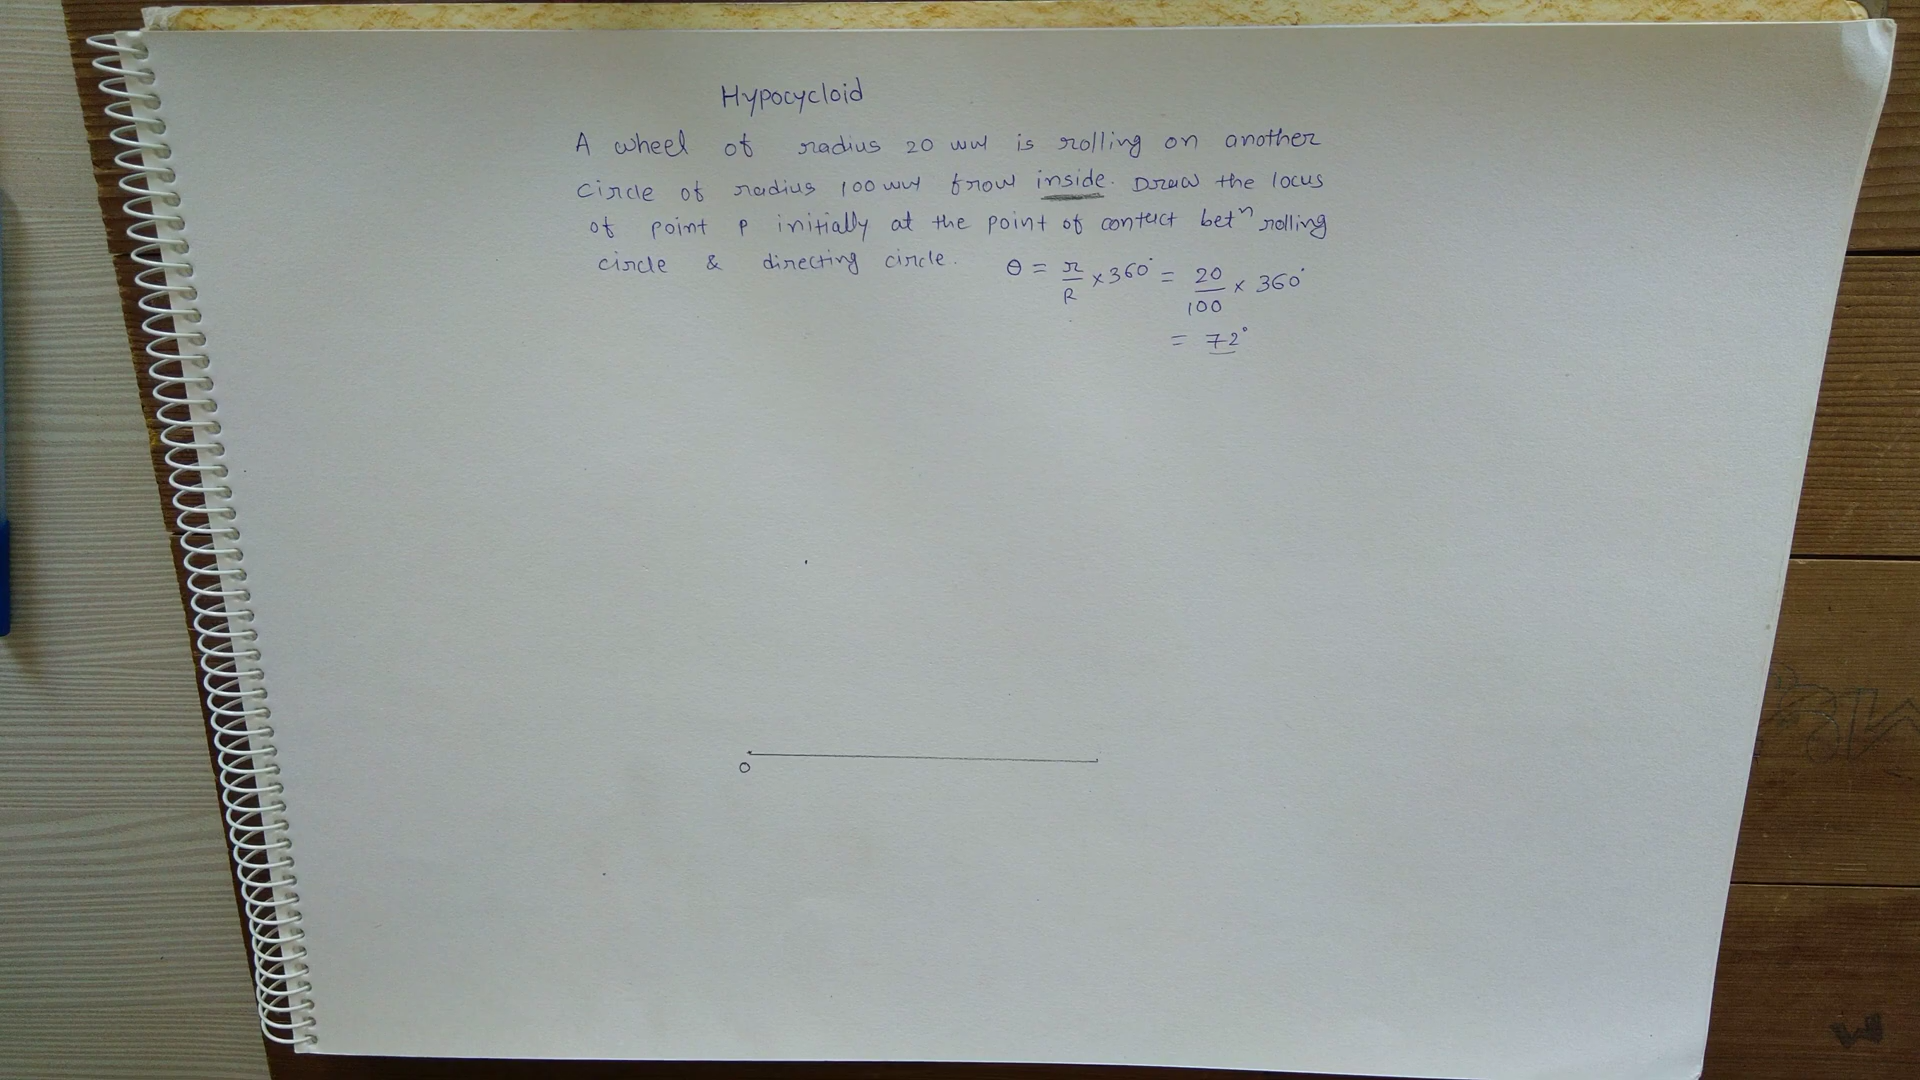 Hypocycloid
A wheel of radius 20 mm is rolling on another
circle of radius 100 mm from inside. Draw the locus
of point P initially at the point of contact betⁿ rolling
circle & directing circle. θ = r/R × 360° = 20/100 × 360°
= 72°
O